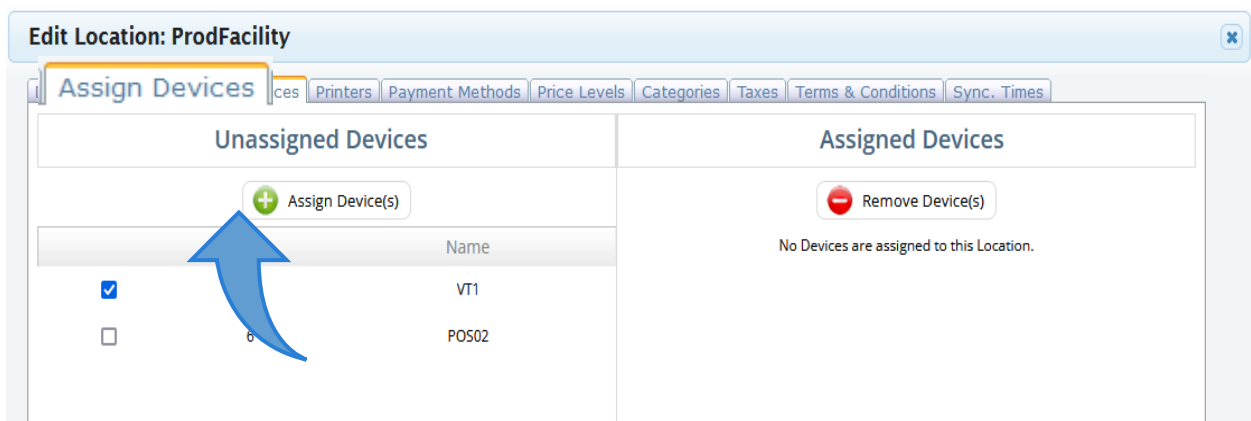 Edit Location: ProdFacility
Assign Devices ces Printers Payment Methods Price Levels Categories Taxes Terms & Conditions Sync. Times
Unassigned Devices Assigned Devices
Assign Device(s) Remove Device(s)
Name No Devices are assigned to this Location.
VT1
6 POS02